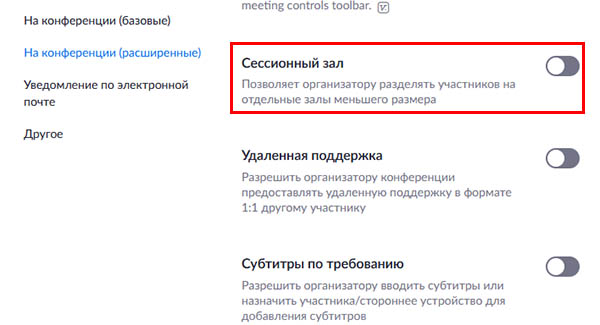 meeting controls toolbar.
На конференции (базовые)
На конференции (расширенные)
Уведомление по электронной
почте
Другое
Сессионный зал
Позволяет организатору разделять участников на
отдельные залы меньшего размера
Удаленная поддержка
Разрешить организатору конференции
предоставлять удаленную поддержку в формате
1:1 другому участнику
Субтитры по требованию
Разрешить организатору вводить субтитры или
назначить участника/стороннее устройство для
добавления субтитров